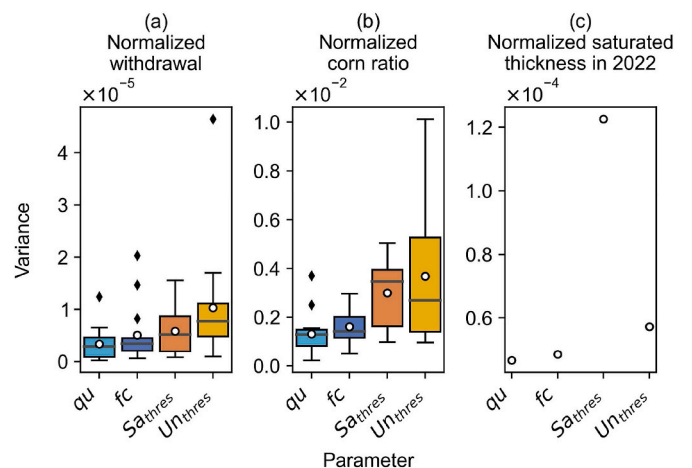 (a)
Normalized
withdrawal
×10⁻⁵
4
3
2
1
0
qu
fc
Sa_thres
Un_thres
(b)
Normalized
corn ratio
×10⁻²
1.0
0.8
0.6
0.4
0.2
0.0
qu
fc
Sa_thres
Un_thres
(c)
Normalized saturated
thickness in 2022
×10⁻⁴
1.2
1.0
0.8
0.6
qu
fc
Sa_thres
Un_thres
Variance
Parameter